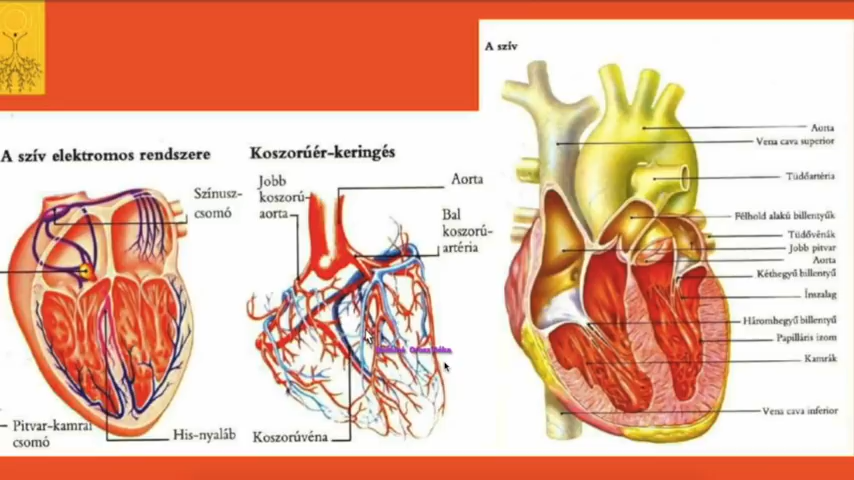 A szív elektromos rendszere
Színusz-
csomó
Pitvar-kamrai
csomó
His-nyaláb
Koszorúér-keringés
Jobb
koszorú-
aorta
Aorta
Bal
koszorú-
artéria
Koszorúvéna
A szív
Aorta
Vena cava superior
Tüdőartéria
Félhold alakú billentyűk
Tüdővénák
Jobb pitvar
Aorta
Kéthegyű billentyű
Ímszalag
Háromhegyű billentyű
Papilláris izom
Kamrák
Vena cava inferior